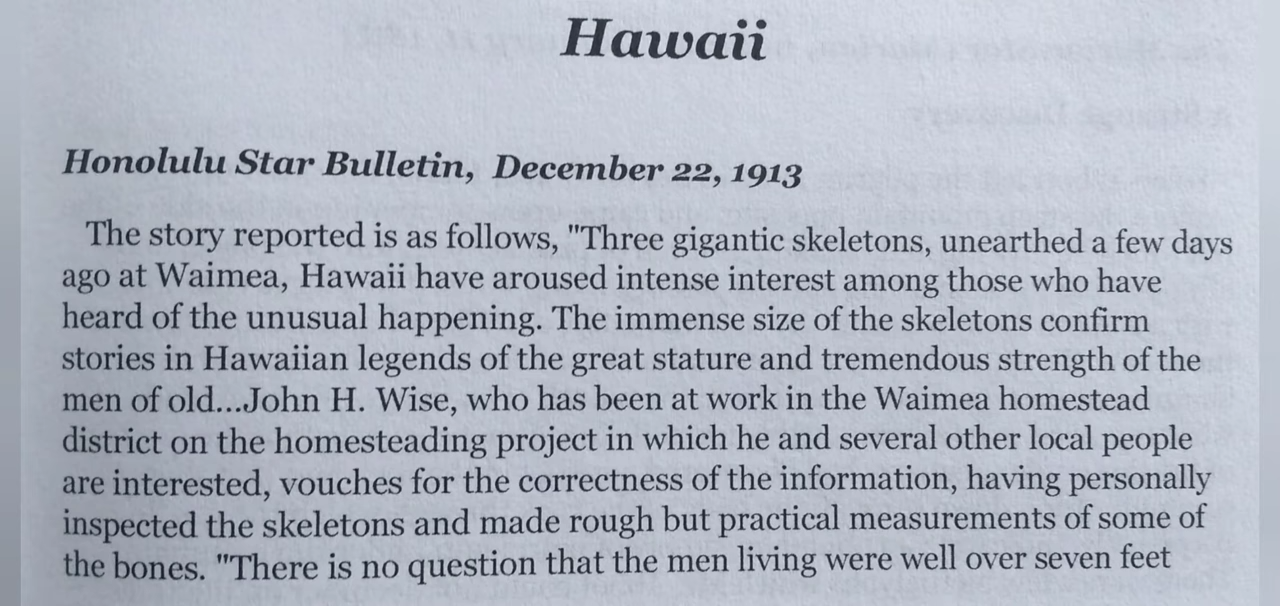 Hawaii
Honolulu Star Bulletin, December 22, 1913
The story reported is as follows, "Three gigantic skeletons, unearthed a few days
ago at Waimea, Hawaii have aroused intense interest among those who have
heard of the unusual happening. The immense size of the skeletons confirm
stories in Hawaiian legends of the great stature and tremendous strength of the
men of old...John H. Wise, who has been at work in the Waimea homestead
district on the homesteading project in which he and several other local people
are interested, vouches for the correctness of the information, having personally
inspected the skeletons and made rough but practical measurements of some of
the bones. "There is no question that the men living were well over seven feet